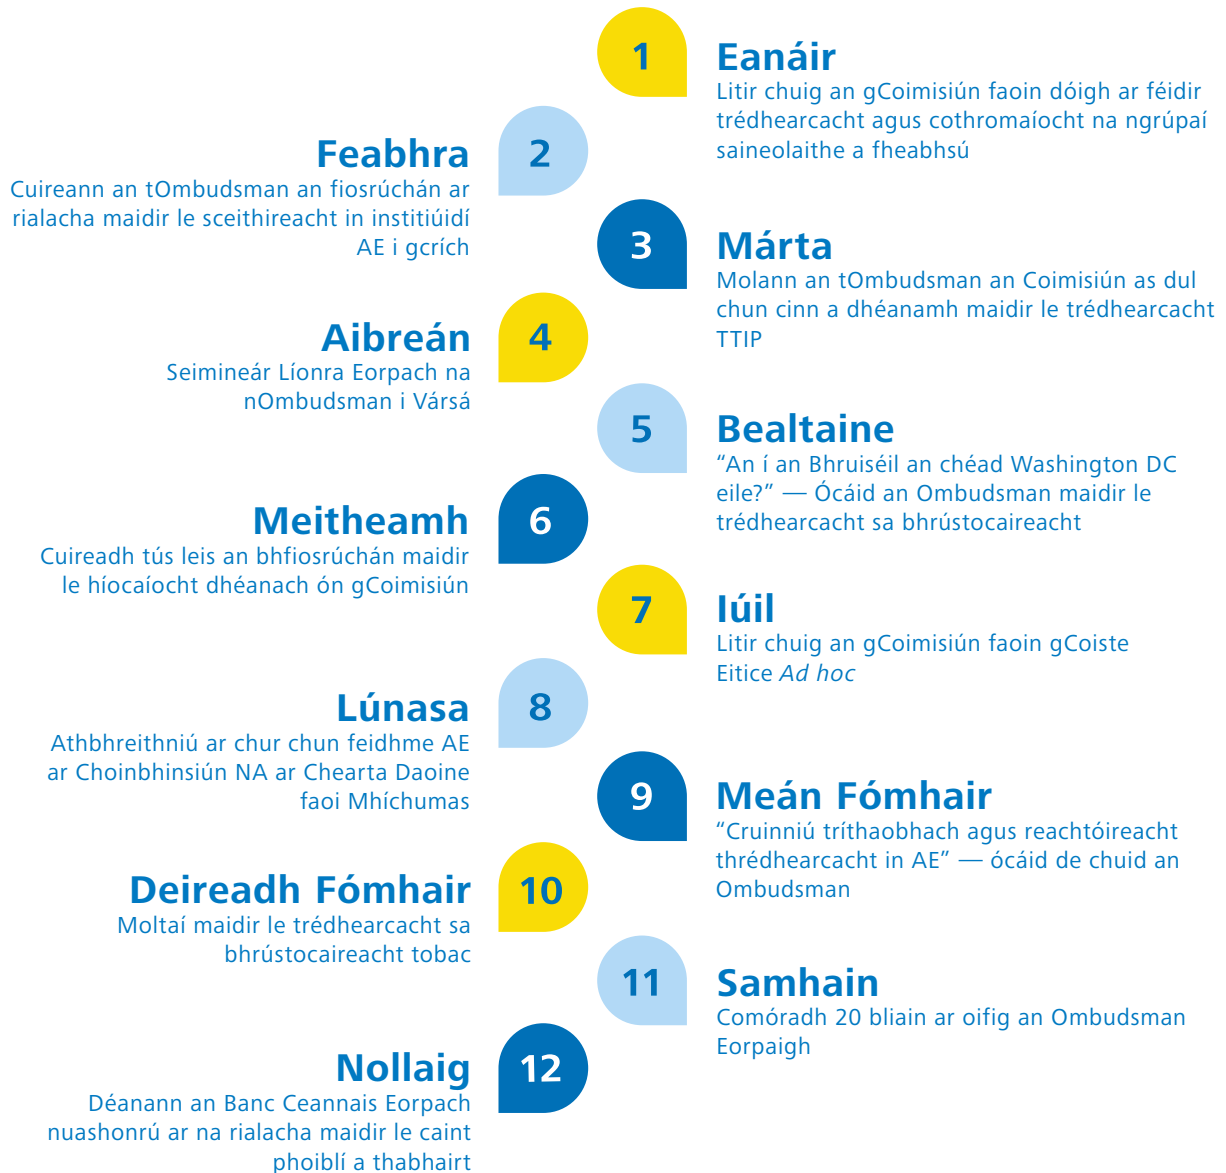 1
Eanáir
Litir chuig an gCoimisiún faoin dóigh ar féidir
trédhearcacht agus cothromaíocht na ngrúpaí
saineolaithe a fheabhsú
2
Feabhra
Cuireann an tOmbudsman an fiosrúchán ar
rialacha maidir le sceithireacht in institiúidí
AE i gcrích
3
Márta
Molann an tOmbudsman an Coimisiún as dul
chun cinn a dhéanamh maidir le trédhearcacht
TTIP
4
Aibreán
Seimineár Líonra Eorpach na
nOmbudsman i Vársá
5
Bealtaine
“An í an Bhruiséil an chéad Washington DC
eile?” — Ócáid an Ombudsman maidir le
trédhearcacht sa bhrústocaireacht
6
Meitheamh
Cuireadh tús leis an bhfiosrúchán maidir
le híocaíocht dhéanach ón gCoimisiún
7
Iúil
Litir chuig an gCoimisiún faoin gCoiste
Eitice Ad hoc
8
Lúnasa
Athbhreithniú ar chur chun feidhme AE
ar Choinbhinsiún NA ar Chearta Daoine
faoi Mhíchumas
9
Meán Fómhair
“Cruinniú tríthaobhach agus reachtóireacht
thrédhearcacht in AE” — ócáid de chuid an
Ombudsman
10
Deireadh Fómhair
Moltaí maidir le trédhearcacht sa
bhrústocaireacht tobac
11
Samhain
Comóradh 20 bliain ar oifig an Ombudsman
Eorpaigh
12
Nollaig
Déanann an Banc Ceannais Eorpach
nuashonrú ar na rialacha maidir le caint
phoiblí a thabhairt